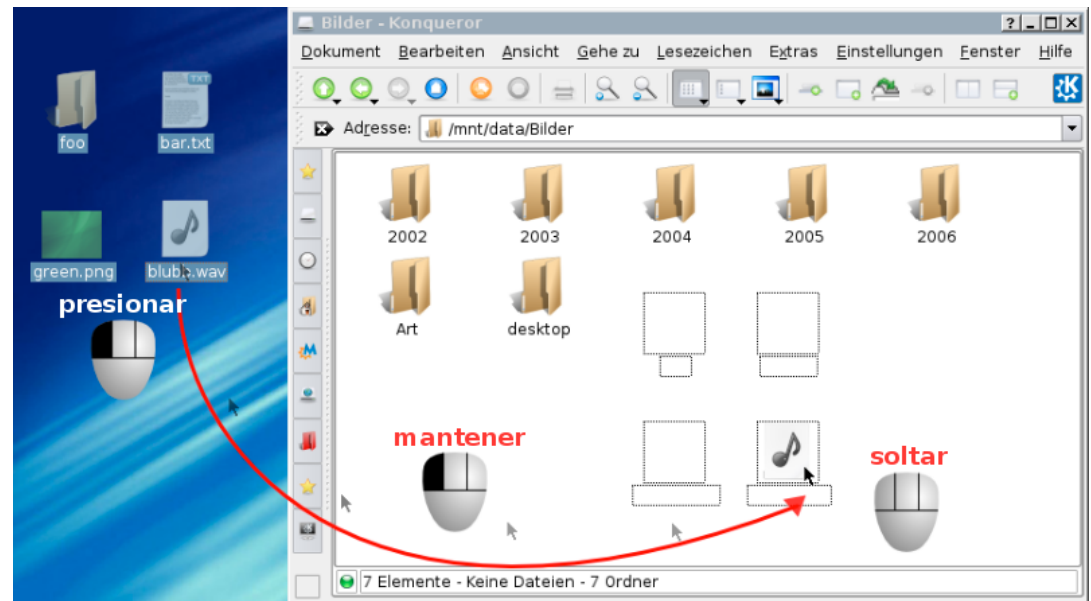 Bilder - Konqueror
Dokument Bearbeiten Ansicht Gehe zu Lesezeichen Extras Einstellungen Fenster Hilfe
Adresse: /mnt/data/Bilder
TXT
foo bar.txt
green.png blubb.wav
presionar
2002 2003 2004 2005 2006
Art desktop
mantener
soltar
7 Elemente - Keine Dateien - 7 Ordner